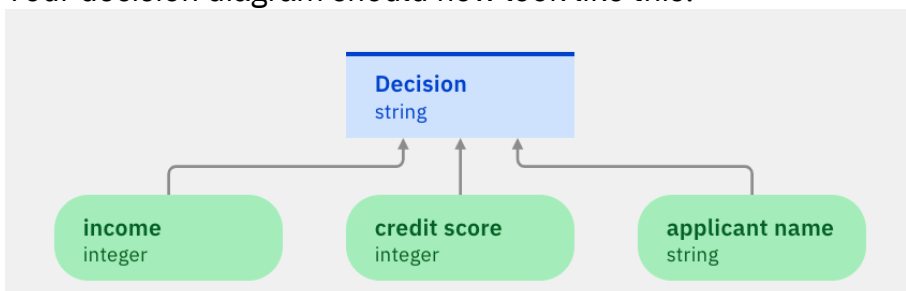 Your decision diagram should now look like this:
Decision
string
income
integer
credit score
integer
applicant name
string